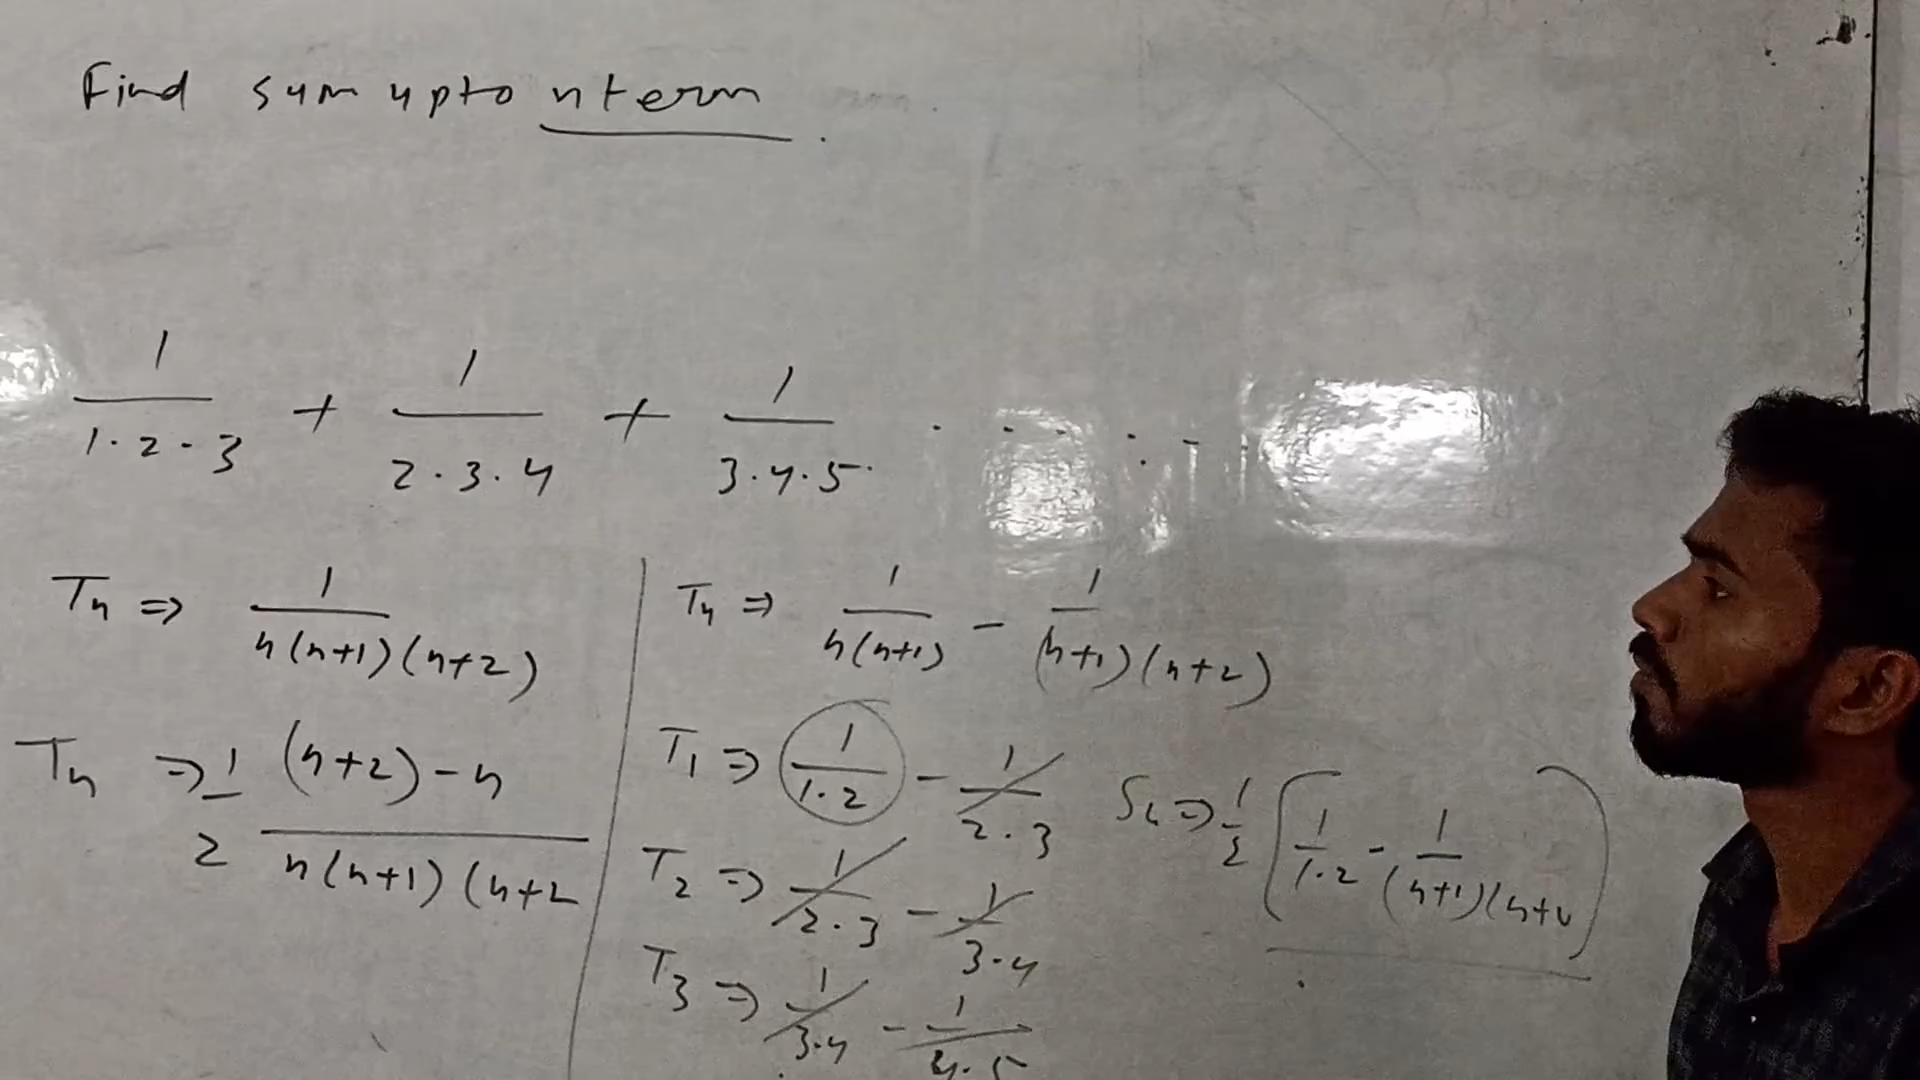 Find sum upto n term.
1/(1·2·3) + 1/(2·3·4) + 1/(3·4·5) . . . . . .
Tn => 1/(n(n+1)(n+2))
Tn => 1/2 ((n+2)-n)/(n(n+1)(n+2
Tn => 1/(n(n+1)) - 1/((n+1)(n+2))
T1 => 1/(1·2) - 1/(2·3)
T2 => 1/(2·3) - 1/(3·4)
T3 => 1/(3·4) - 1/(4·5)
Sn => 1/2 (1/(1·2) - 1/((n+1)(n+2))